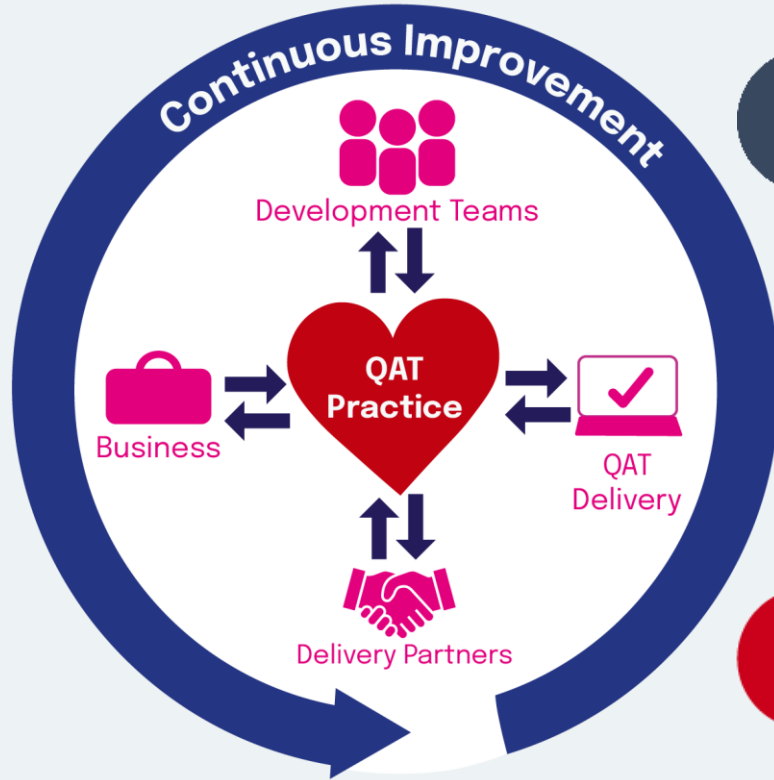 Continuous Improvement
Development Teams
QAT
Practice
Business
QAT
Delivery
Delivery Partners